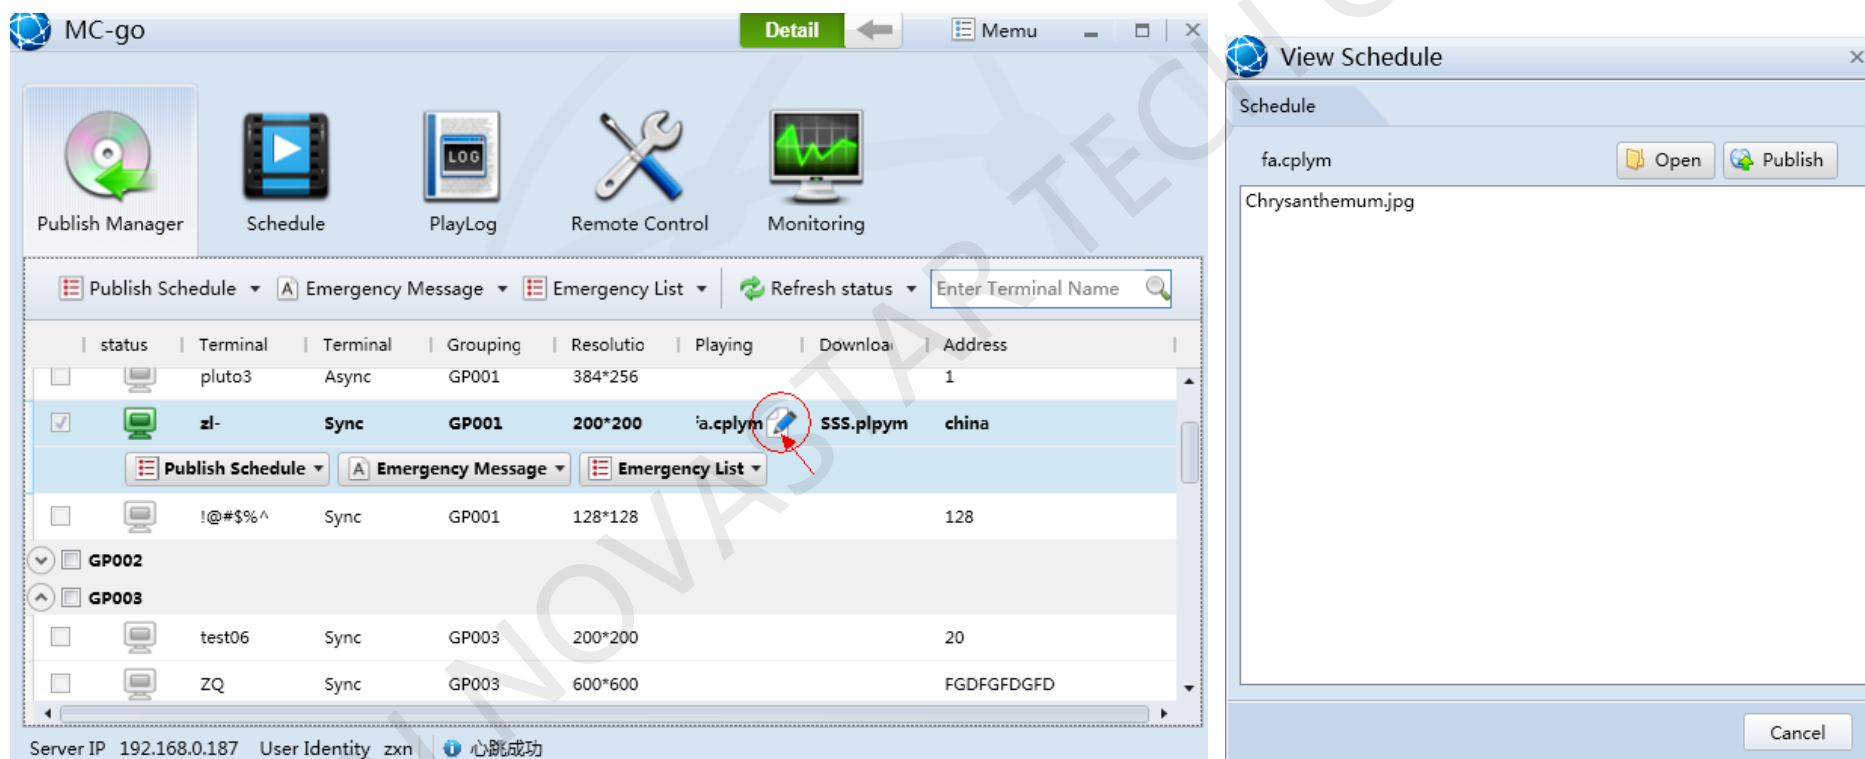 MC-go
Detail
Memu
Publish Manager
Schedule
PlayLog
LOG
Remote Control
Monitoring
Publish Schedule
A Emergency Message
Emergency List
Refresh status
Enter Terminal Name
status Terminal Terminal Grouping Resolutio Playing Downloa Address
pluto3 Async GP001 384*256 1
zl- Sync GP001 200*200 a.cplym SSS.plpym china
Publish Schedule A Emergency Message Emergency List
!@#$%^ Sync GP001 128*128 128
GP002
GP003
test06 Sync GP003 200*200 20
ZQ Sync GP003 600*600 FGDFGFDGFD
Server IP 192.168.0.187 User Identity zxn 心跳成功
View Schedule
Schedule
fa.cplym Open Publish
Chrysanthemum.jpg
Cancel
NOVASTAR TECH